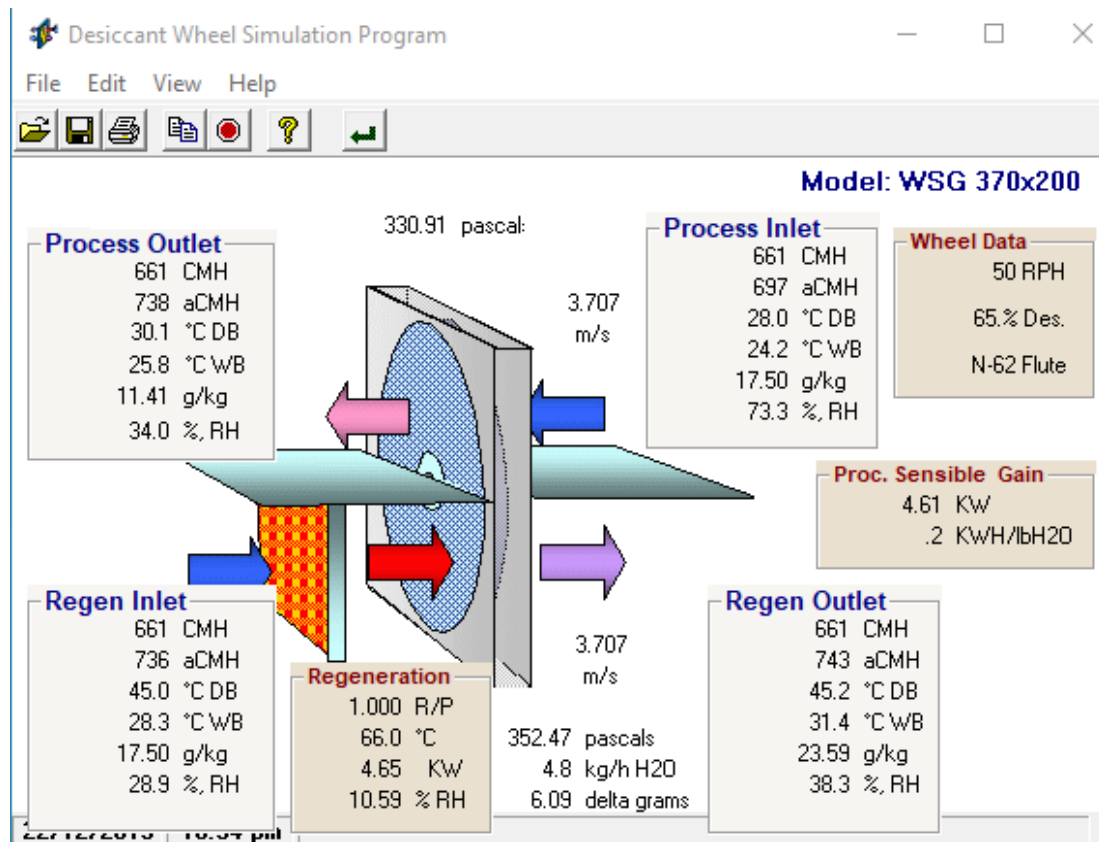 Desiccant Wheel Simulation Program
File Edit View Help
Model: WSG 370x200
330.91 pascal:
Process Outlet
661 CMH
738 aCMH
30.1 °C DB
25.8 °C WB
11.41 g/kg
34.0 %, RH
3.707
m/s
Process Inlet
661 CMH
697 aCMH
28.0 °C DB
24.2 °C WB
17.50 g/kg
73.3 %, RH
Wheel Data
50 RPH
65.% Des.
N-62 Flute
Proc. Sensible Gain
4.61 KW
.2 KWH/lbH2O
Regen Inlet
661 CMH
736 aCMH
45.0 °C DB
28.3 °C WB
17.50 g/kg
28.9 %, RH
Regeneration
1.000 R/P
66.0 °C
4.65 KW
10.59 % RH
3.707
m/s
352.47 pascals
4.8 kg/h H2O
6.09 delta grams
Regen Outlet
661 CMH
743 aCMH
45.2 °C DB
31.4 °C WB
23.59 g/kg
38.3 %, RH